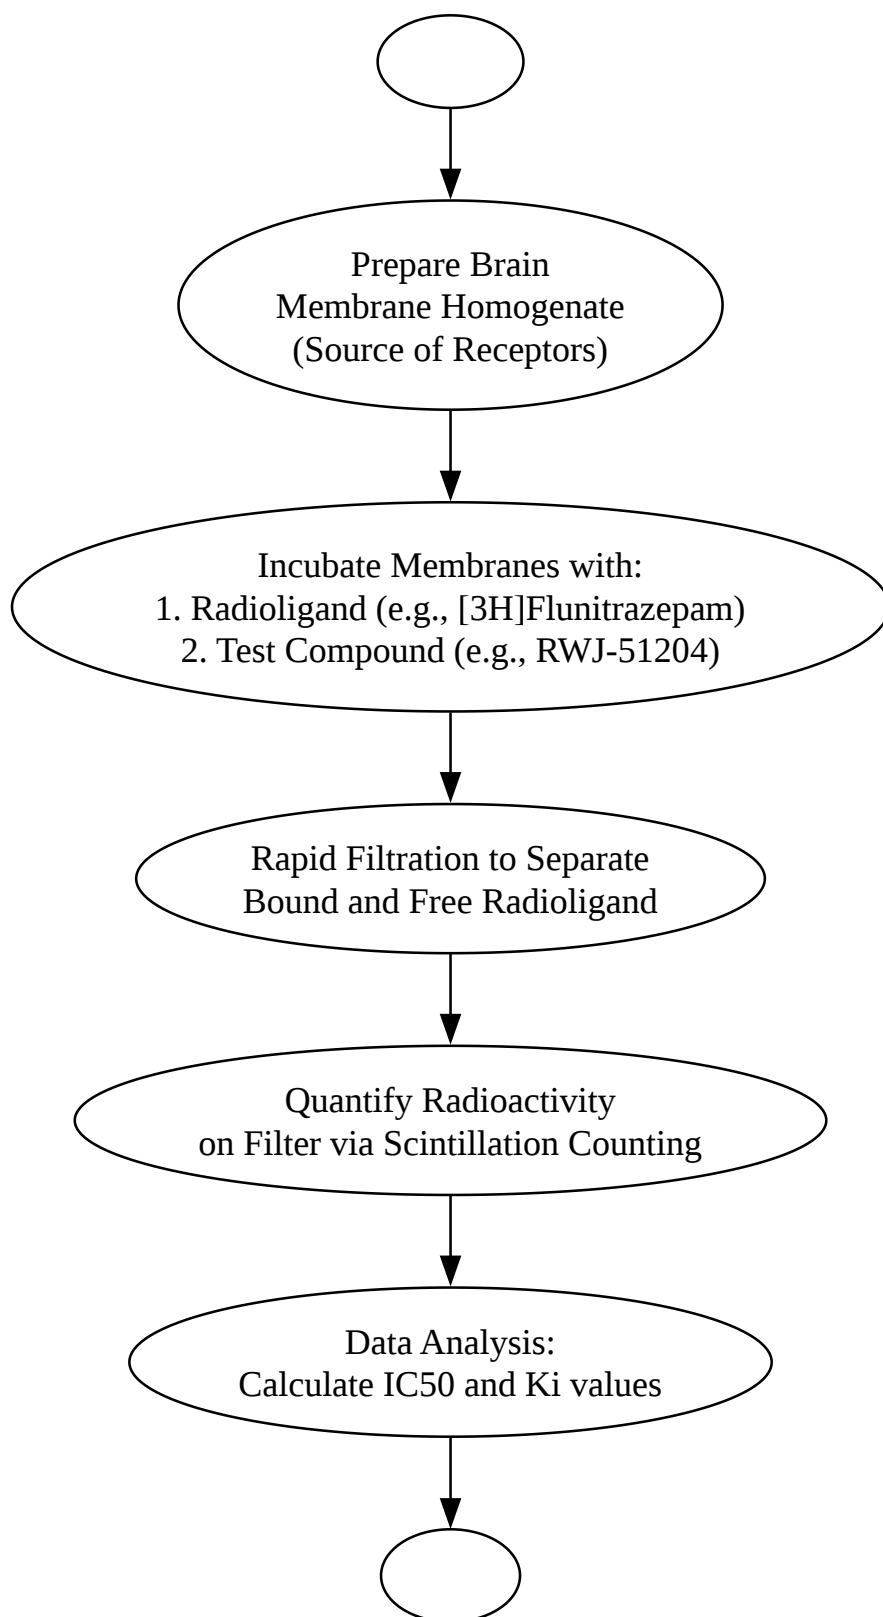 Prepare Brain
Membrane Homogenate
(Source of Receptors)
Incubate Membranes with:
1. Radioligand (e.g., [3H]Flunitrazepam)
2. Test Compound (e.g., RWJ-51204)
Rapid Filtration to Separate
Bound and Free Radioligand
Quantify Radioactivity
on Filter via Scintillation Counting
Data Analysis:
Calculate IC50 and Ki values